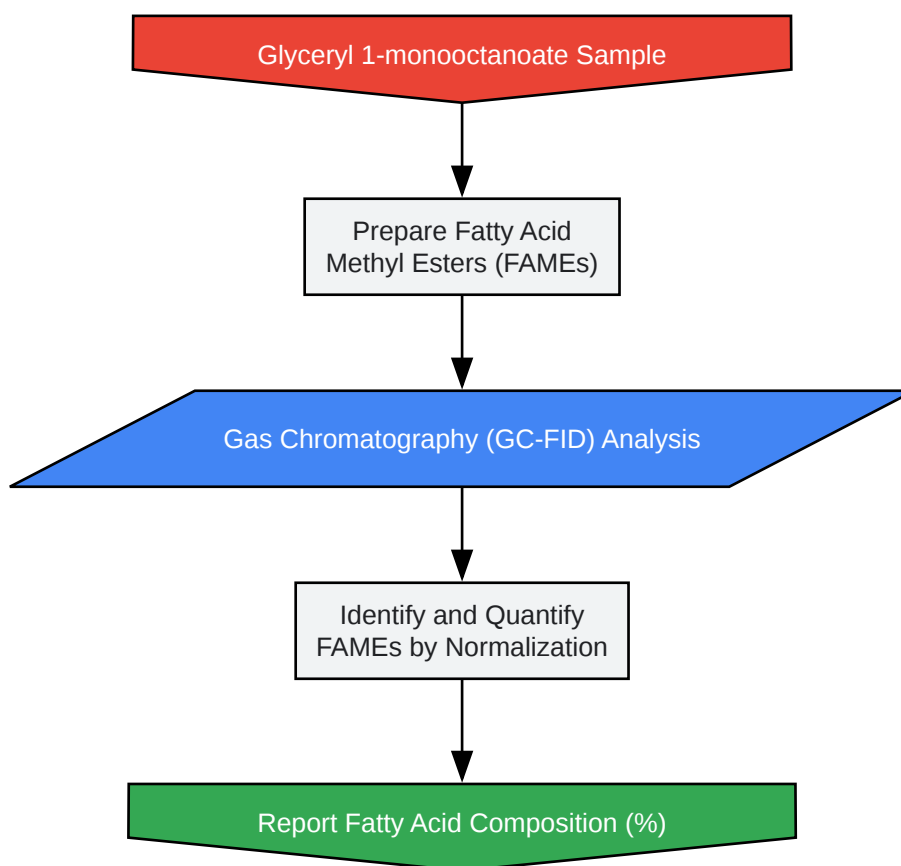 Glyceryl 1-monooctanoate Sample
Prepare Fatty Acid
Methyl Esters (FAMEs)
Gas Chromatography (GC-FID) Analysis
Identify and Quantify
FAMEs by Normalization
Report Fatty Acid Composition (%)